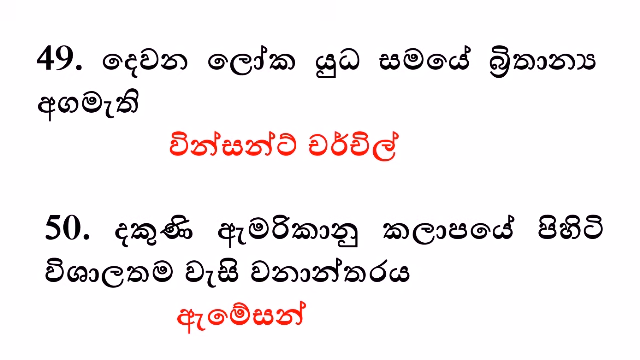 49. දෙවන ලෝක යුධ සමයේ බ්‍රිතාන්‍ය
අගමැති
වින්සන්ට් චර්චිල්
50. දකුණි ඇමරිකානු කලාපයේ පිහිටි
විශාලතම වැසි වනාන්තරය
ඇමේසන්